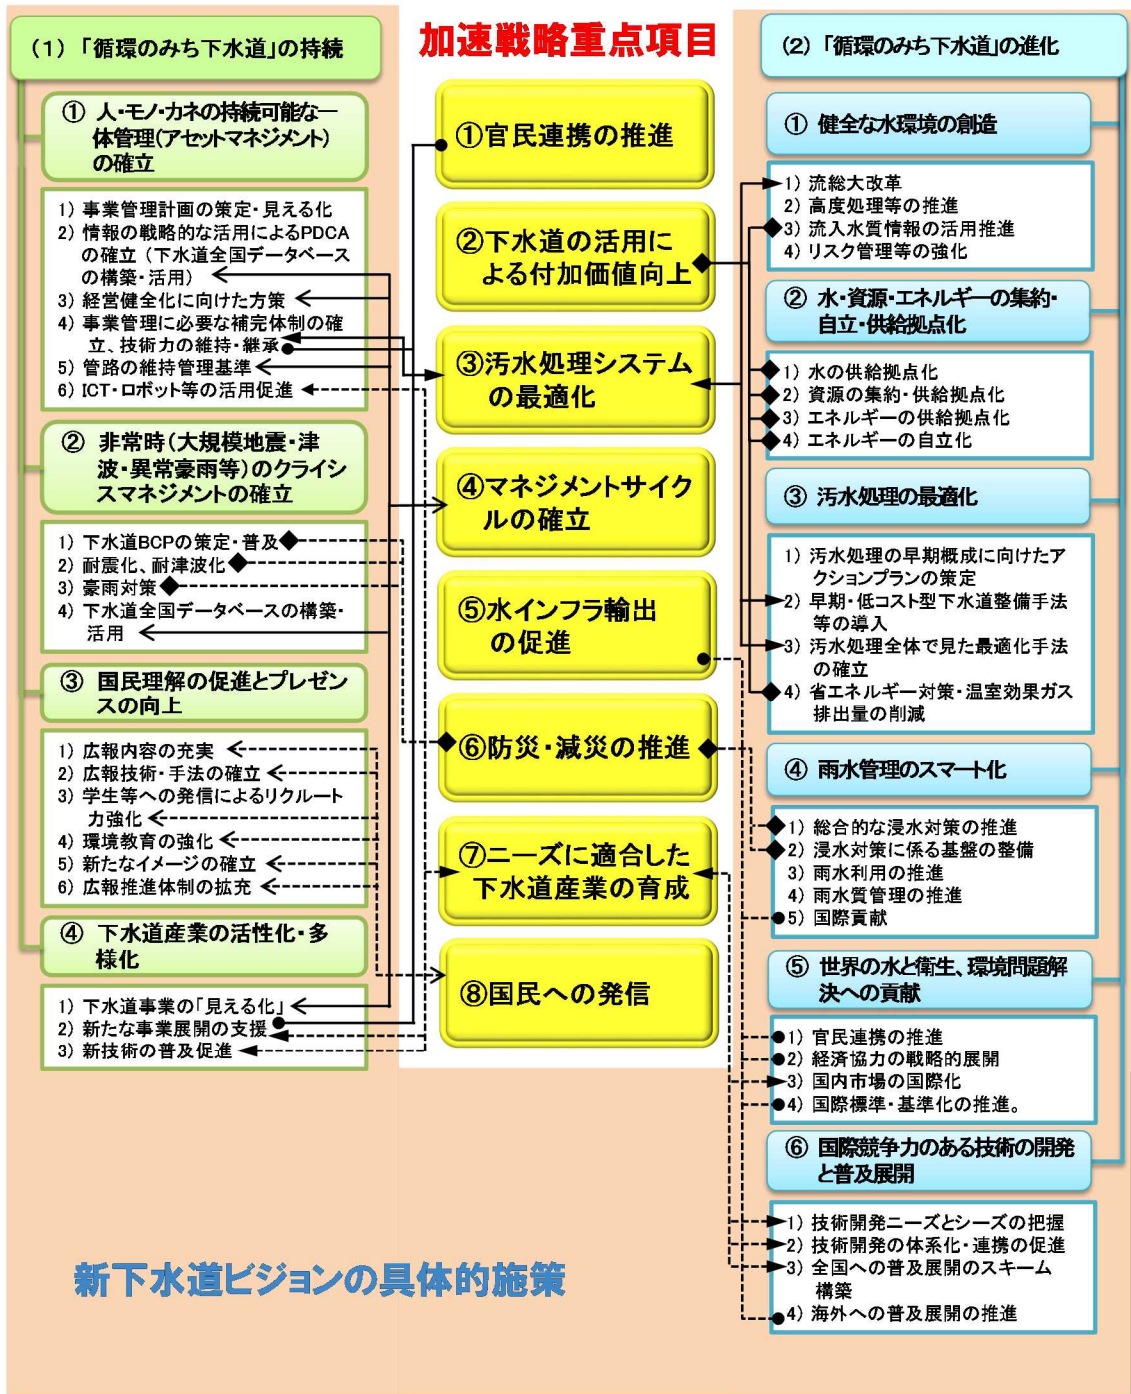 (1)「循環のみち下水道」の持続
① 人・モノ・カネの持続可能な一
体管理(アセットマネジメント)
の確立
1) 事業管理計画の策定・見える化
2) 情報の戦略的な活用によるPDCA
の確立(下水道全国データベース
の構築・活用)
3) 経営健全化に向けた方策
4) 事業管理に必要な補完体制の確
立、技術力の維持・継承
5) 管路の維持管理基準
6) ICT・ロボット等の活用促進
② 非常時(大規模地震・津
波・異常豪雨等)のクライシ
スマネジメントの確立
1) 下水道BCPの策定・普及
2) 耐震化、耐津波化
3) 豪雨対策
4) 下水道全国データベースの構築・
活用
③ 国民理解の促進とプレゼン
スの向上
1) 広報内容の充実
2) 広報技術・手法の確立
3) 学生等への発信によるリクルート
力強化
4) 環境教育の強化
5) 新たなイメージの確立
6) 広報推進体制の拡充
④ 下水道産業の活性化・多
様化
1) 下水道事業の「見える化」
2) 新たな事業展開の支援
3) 新技術の普及促進
加速戦略重点項目
①官民連携の推進
②下水道の活用に
よる付加価値向上
③汚水処理システム
の最適化
④マネジメントサイク
ルの確立
⑤水インフラ輸出
の促進
⑥防災・減災の推進
⑦ニーズに適合した
下水道産業の育成
⑧国民への発信
(2)「循環のみち下水道」の進化
① 健全な水環境の創造
1) 流総大改革
2) 高度処理等の推進
3) 流入水質情報の活用推進
4) リスク管理等の強化
② 水・資源・エネルギーの集約・
自立・供給拠点化
1) 水の供給拠点化
2) 資源の集約・供給拠点化
3) エネルギーの供給拠点化
4) エネルギーの自立化
③ 汚水処理の最適化
1) 汚水処理の早期概成に向けたア
クションプランの策定
2) 早期・低コスト型下水道整備手法
等の導入
3) 汚水処理全体で見た最適化手法
の確立
4) 省エネルギー対策・温室効果ガス
排出量の削減
④ 雨水管理のスマート化
1) 総合的な浸水対策の推進
2) 浸水対策に係る基盤の整備
3) 雨水利用の推進
4) 雨水質管理の推進
5) 国際貢献
⑤ 世界の水と衛生、環境問題解
決への貢献
1) 官民連携の推進
2) 経済協力の戦略的展開
3) 国内市場の国際化
4) 国際標準・基準化の推進。
⑥ 国際競争力のある技術の開発
と普及展開
1) 技術開発ニーズとシーズの把握
2) 技術開発の体系化・連携の促進
3) 全国への普及展開のスキーム
構築
4) 海外への普及展開の推進
新下水道ビジョンの具体的施策